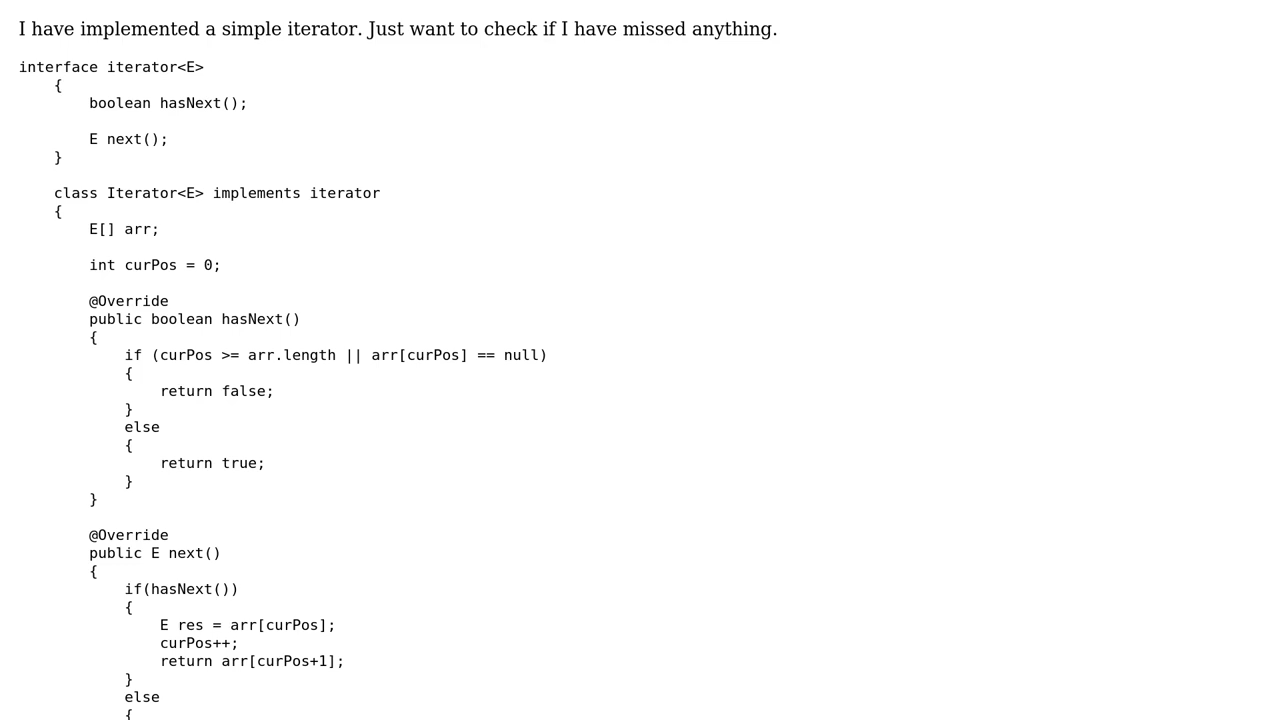 I have implemented a simple iterator. Just want to check if I have missed anything.
interface iterator<E>
    {
        boolean hasNext();

        E next();
    }

    class Iterator<E> implements iterator
    {
        E[] arr;

        int curPos = 0;

        @Override
        public boolean hasNext()
        {
            if (curPos >= arr.length || arr[curPos] == null)
            {
                return false;
            }
            else
            {
                return true;
            }
        }

        @Override
        public E next()
        {
            if(hasNext())
            {
                E res = arr[curPos];
                curPos++;
                return arr[curPos+1];
            }
            else
            {